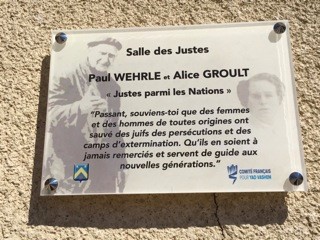 Salle des Justes
Paul WEHRLE et Alice GROULT
« Justes parmi les Nations »
"Passant, souviens-toi que des femmes
et des hommes de toutes origines ont
sauvé des juifs des persécutions et des
camps d'extermination. Qu'ils en soient à
jamais remerciés et servent de guide aux
nouvelles générations."
COMITÉ FRANÇAIS
POUR YAD VASHEM